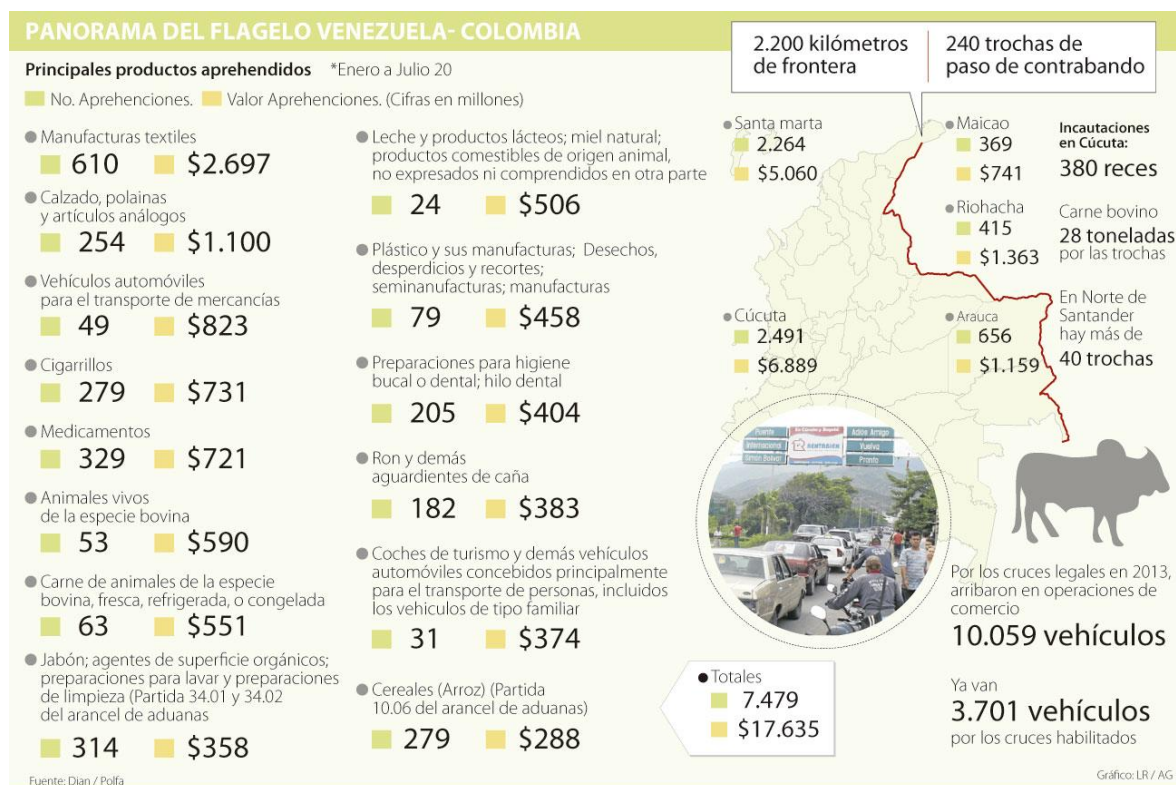 PANORAMA DEL FLAGELO VENEZUELA- COLOMBIA
Principales productos aprehendidos *Enero a Julio 20
No. Aprehenciones. Valor Aprehenciones. (Cifras en millones)
Manufacturas textiles
610 $2.697
Calzado, polainas
y artículos análogos
254 $1.100
Vehículos automóviles
para el transporte de mercancías
49 $823
Cigarrillos
279 $731
Medicamentos
329 $721
Animales vivos
de la especie bovina
53 $590
Carne de animales de la especie
bovina, fresca, refrigerada, o congelada
63 $551
Jabón; agentes de superficie orgánicos;
preparaciones para lavar y preparaciones
de limpieza (Partida 34.01 y 34.02
del arancel de aduanas
314 $358
Leche y productos lácteos; miel natural;
productos comestibles de origen animal,
no expresados ni comprendidos en otra parte
24 $506
Plástico y sus manufacturas; Desechos,
desperdicios y recortes;
seminanufacturas; manufacturas
79 $458
Preparaciones para higiene
bucal o dental; hilo dental
205 $404
Ron y demás
aguardientes de caña
182 $383
Coches de turismo y demás vehículos
automóviles concebidos principalmente
para el transporte de personas, incluidos
los vehiculos de tipo familiar
31 $374
Cereales (Arroz) (Partida
10.06 del arancel de aduanas)
279 $288
Totales
7.479
$17.635
2.200 kilómetros
de frontera
240 trochas de
paso de contrabando
Santa marta
2.264
$5.060
Maicao
369
$741
Riohacha
415
$1.363
Cúcuta
2.491
$6.889
Arauca
656
$1.159
Incautaciones
en Cúcuta:
380 reces
Carne bovino
28 toneladas
por las trochas
En Norte de
Santander
hay más de
40 trochas
Puente
Internacional
Simón Bolívar
Adiós Amigo
Vuelva
Pronto
Por los cruces legales en 2013,
arribaron en operaciones de
comercio
10.059 vehículos
Ya van
3.701 vehículos
por los cruces habilitados
Fuente: Dian / Polfa
Gráfico: LR / AG